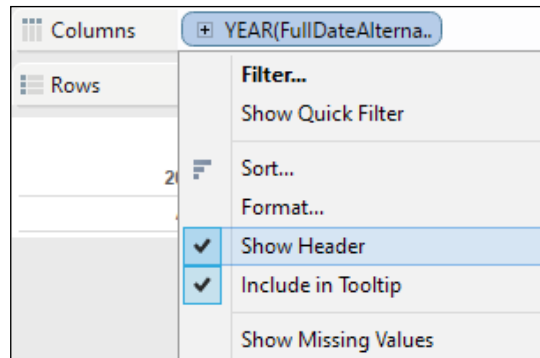 Columns
YEAR(FullDateAlterna..
Rows
Filter...
Show Quick Filter
Sort...
Format...
Show Header
Include in Tooltip
Show Missing Values